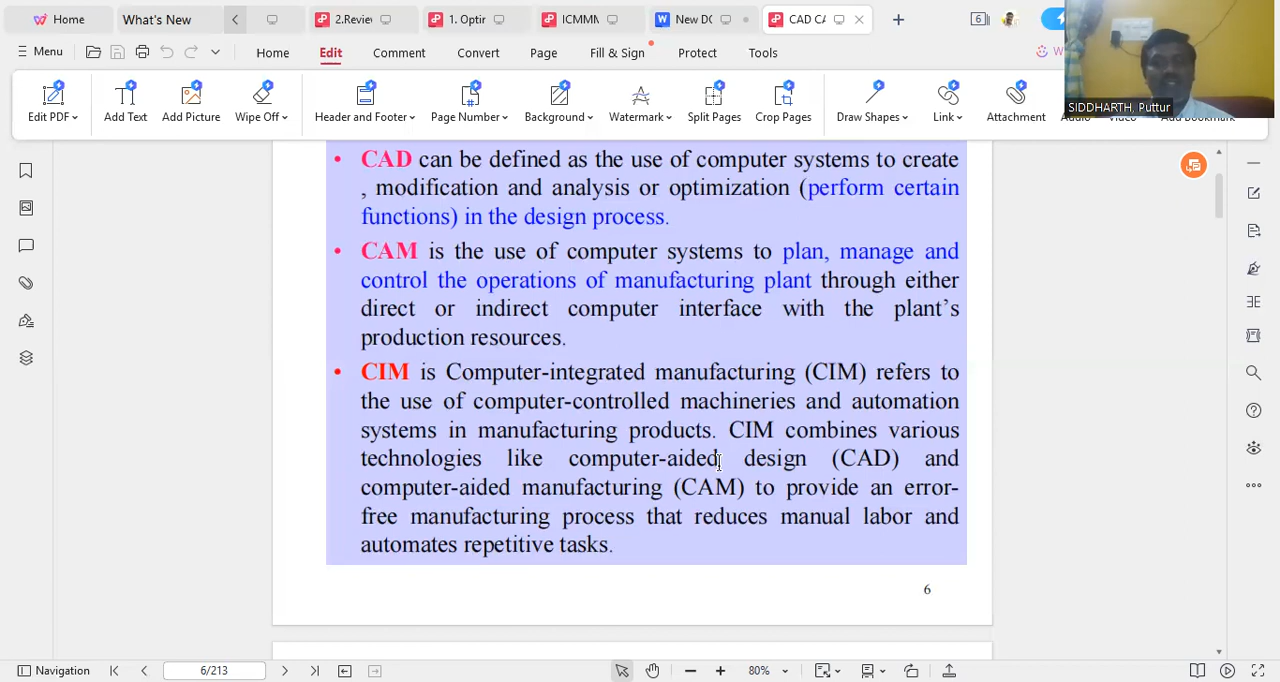 Home What's New 2.Revie 1. Optir ICMMN New DC CAD CA 6
Menu Home Edit Comment Convert Page Fill & Sign Protect Tools
Edit PDF Add Text Add Picture Wipe Off Header and Footer Page Number Background Watermark Split Pages Crop Pages Draw Shapes Link Attachment
SIDDHARTH, Puttur
• CAD can be defined as the use of computer systems to create
, modification and analysis or optimization (perform certain
functions) in the design process.
• CAM is the use of computer systems to plan, manage and
control the operations of manufacturing plant through either
direct or indirect computer interface with the plant's
production resources.
• CIM is Computer-integrated manufacturing (CIM) refers to
the use of computer-controlled machineries and automation
systems in manufacturing products. CIM combines various
technologies like computer-aided design (CAD) and
computer-aided manufacturing (CAM) to provide an error-
free manufacturing process that reduces manual labor and
automates repetitive tasks.
6
Navigation 6/213 80%